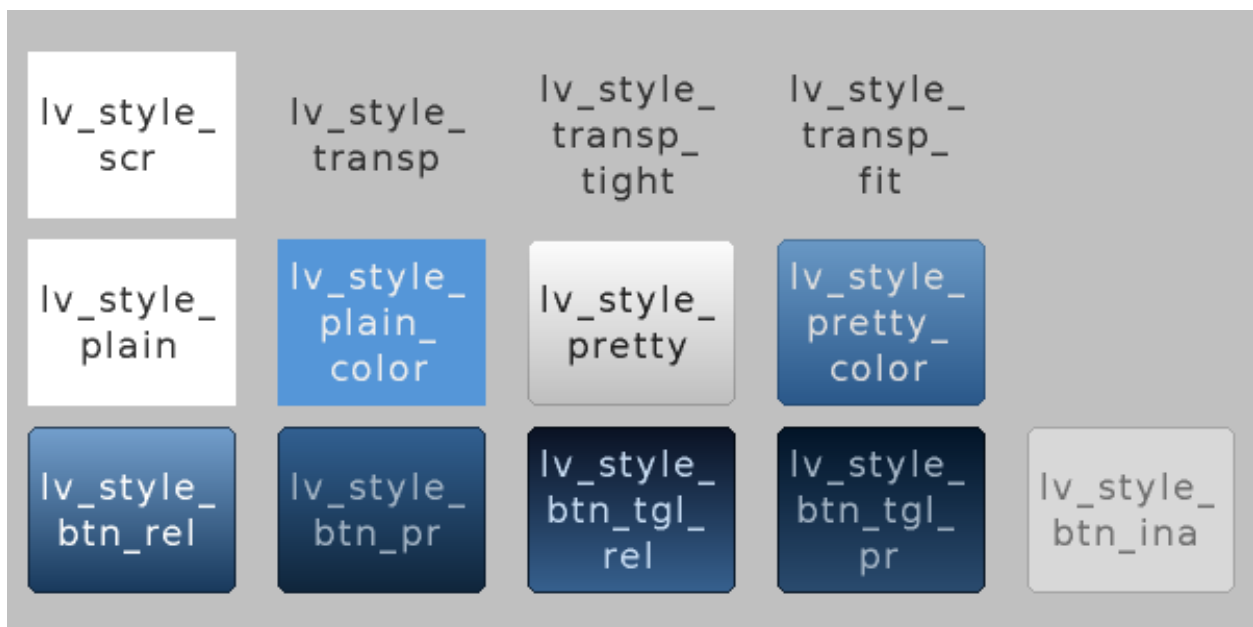 lv_style_
scr
lv_style_
transp
lv_style_
transp_
tight
lv_style_
transp_
fit
lv_style_
plain
lv_style_
plain_
color
lv_style_
pretty
lv_style_
pretty_
color
lv_style_
btn_rel
lv_style_
btn_pr
lv_style_
btn_tgl_
rel
lv_style_
btn_tgl_
pr
lv_style_
btn_ina